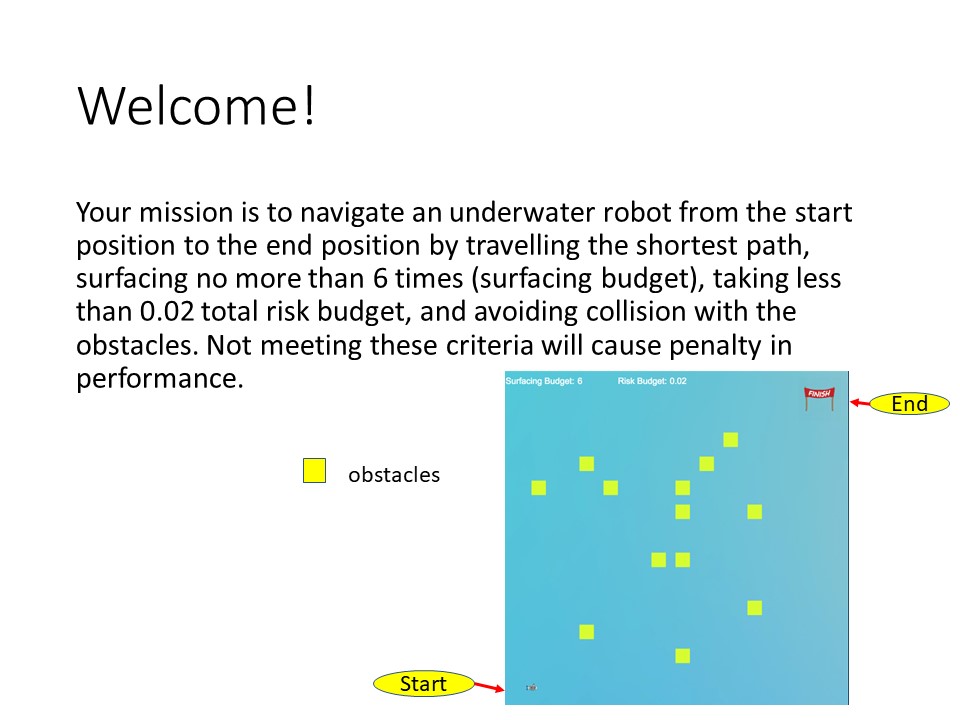 Welcome!
Your mission is to navigate an underwater robot from the start
position to the end position by travelling the shortest path,
surfacing no more than 6 times (surfacing budget), taking less
than 0.02 total risk budget, and avoiding collision with the
obstacles. Not meeting these criteria will cause penalty in
performance.
Surfacing Budget: 6
Risk Budget: 0.02
FINISH
End
obstacles
Start